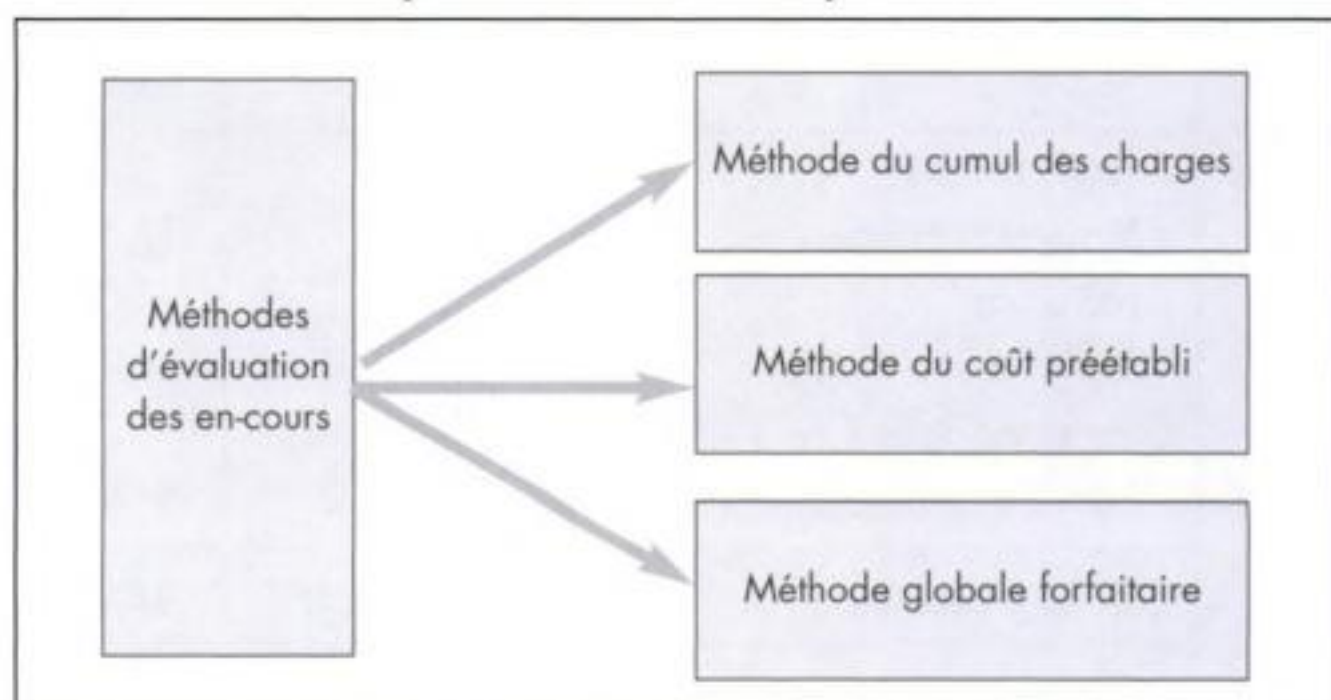 Méthodes
d'évaluation
des en-cours
Méthode du cumul des charges
Méthode du coût préétabli
Méthode globale forfaitaire